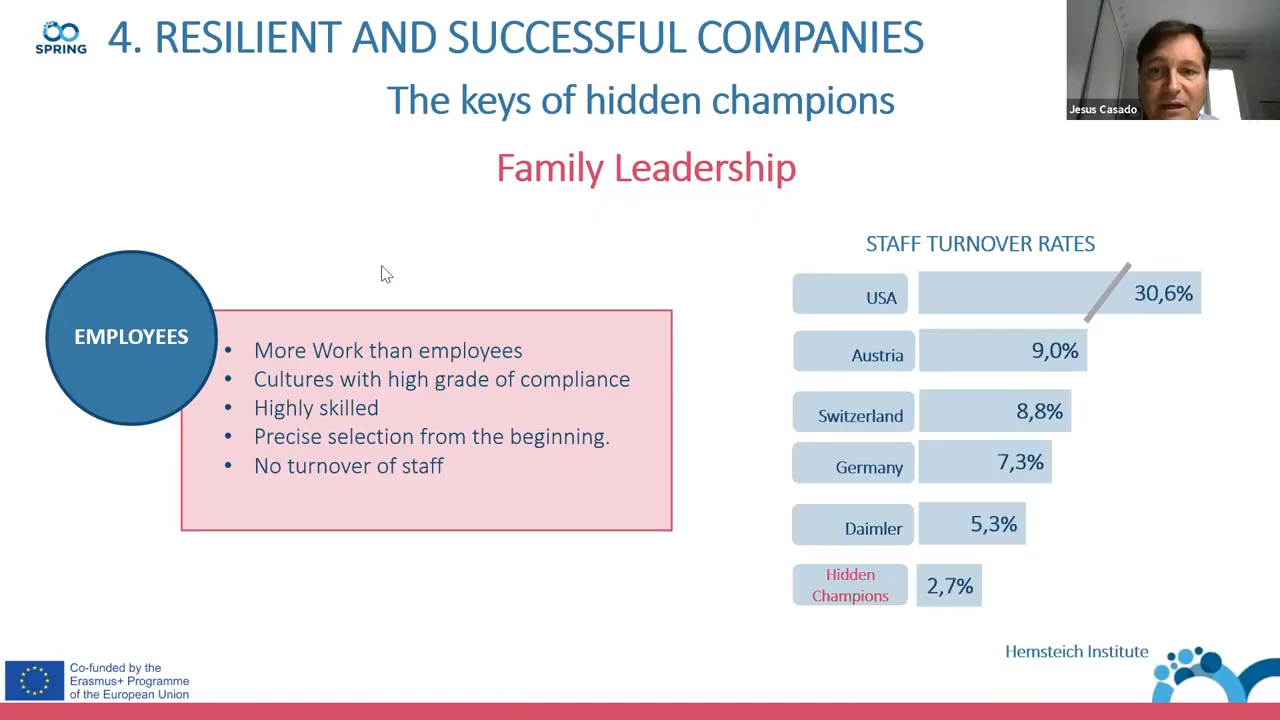 SPRING
4. RESILIENT AND SUCCESSFUL COMPANIES
The keys of hidden champions
Jesus Casado
Family Leadership
EMPLOYEES
• More Work than employees
• Cultures with high grade of compliance
• Highly skilled
• Precise selection from the beginning.
• No turnover of staff
STAFF TURNOVER RATES
USA 30,6%
Austria 9,0%
Switzerland 8,8%
Germany 7,3%
Daimler 5,3%
Hidden
Champions 2,7%
Hemsteich Institute
Co-funded by the
Erasmus+ Programme
of the European Union